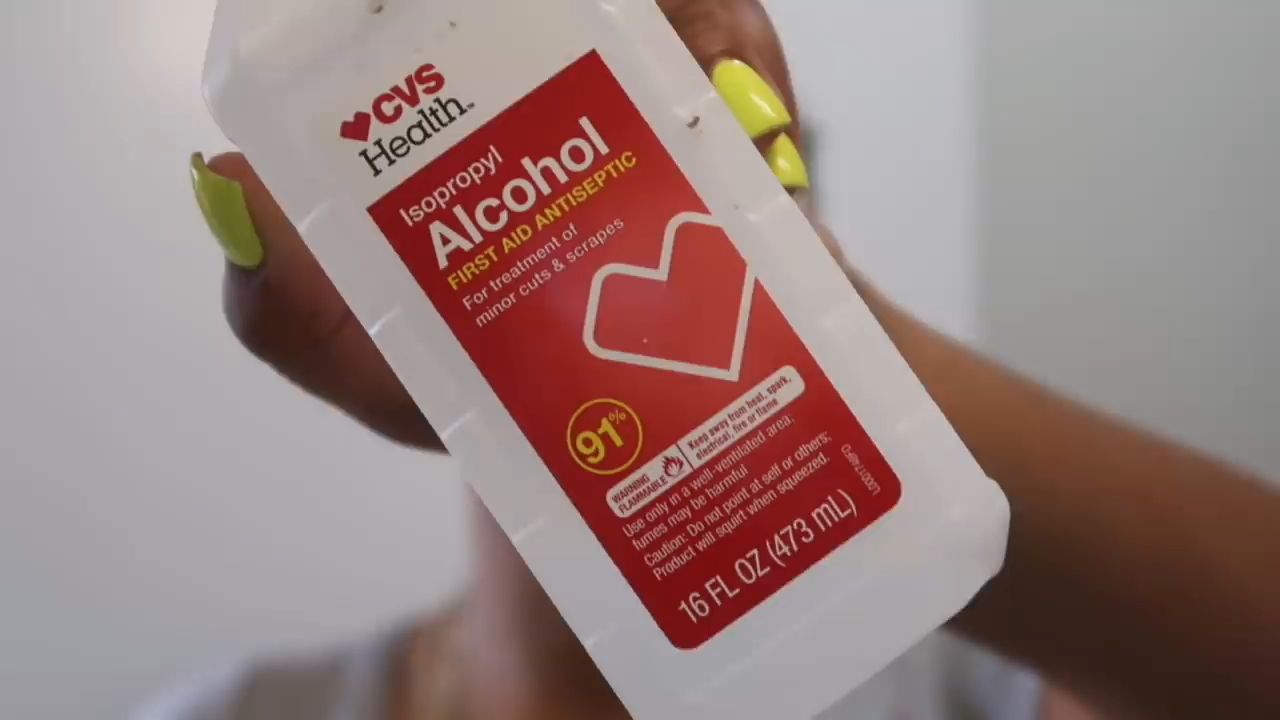 CVS
Health™
Isopropyl
Alcohol
FIRST AID ANTISEPTIC
For treatment of
minor cuts & scrapes
91%
WARNING
FLAMMABLE
Keep away from heat, spark,
electrical, fire or flame
Use only in a well-ventilated area;
fumes may be harmful
Caution: Do not point at self or others;
Product will squirt when squeezed.
16 FL OZ (473 mL)